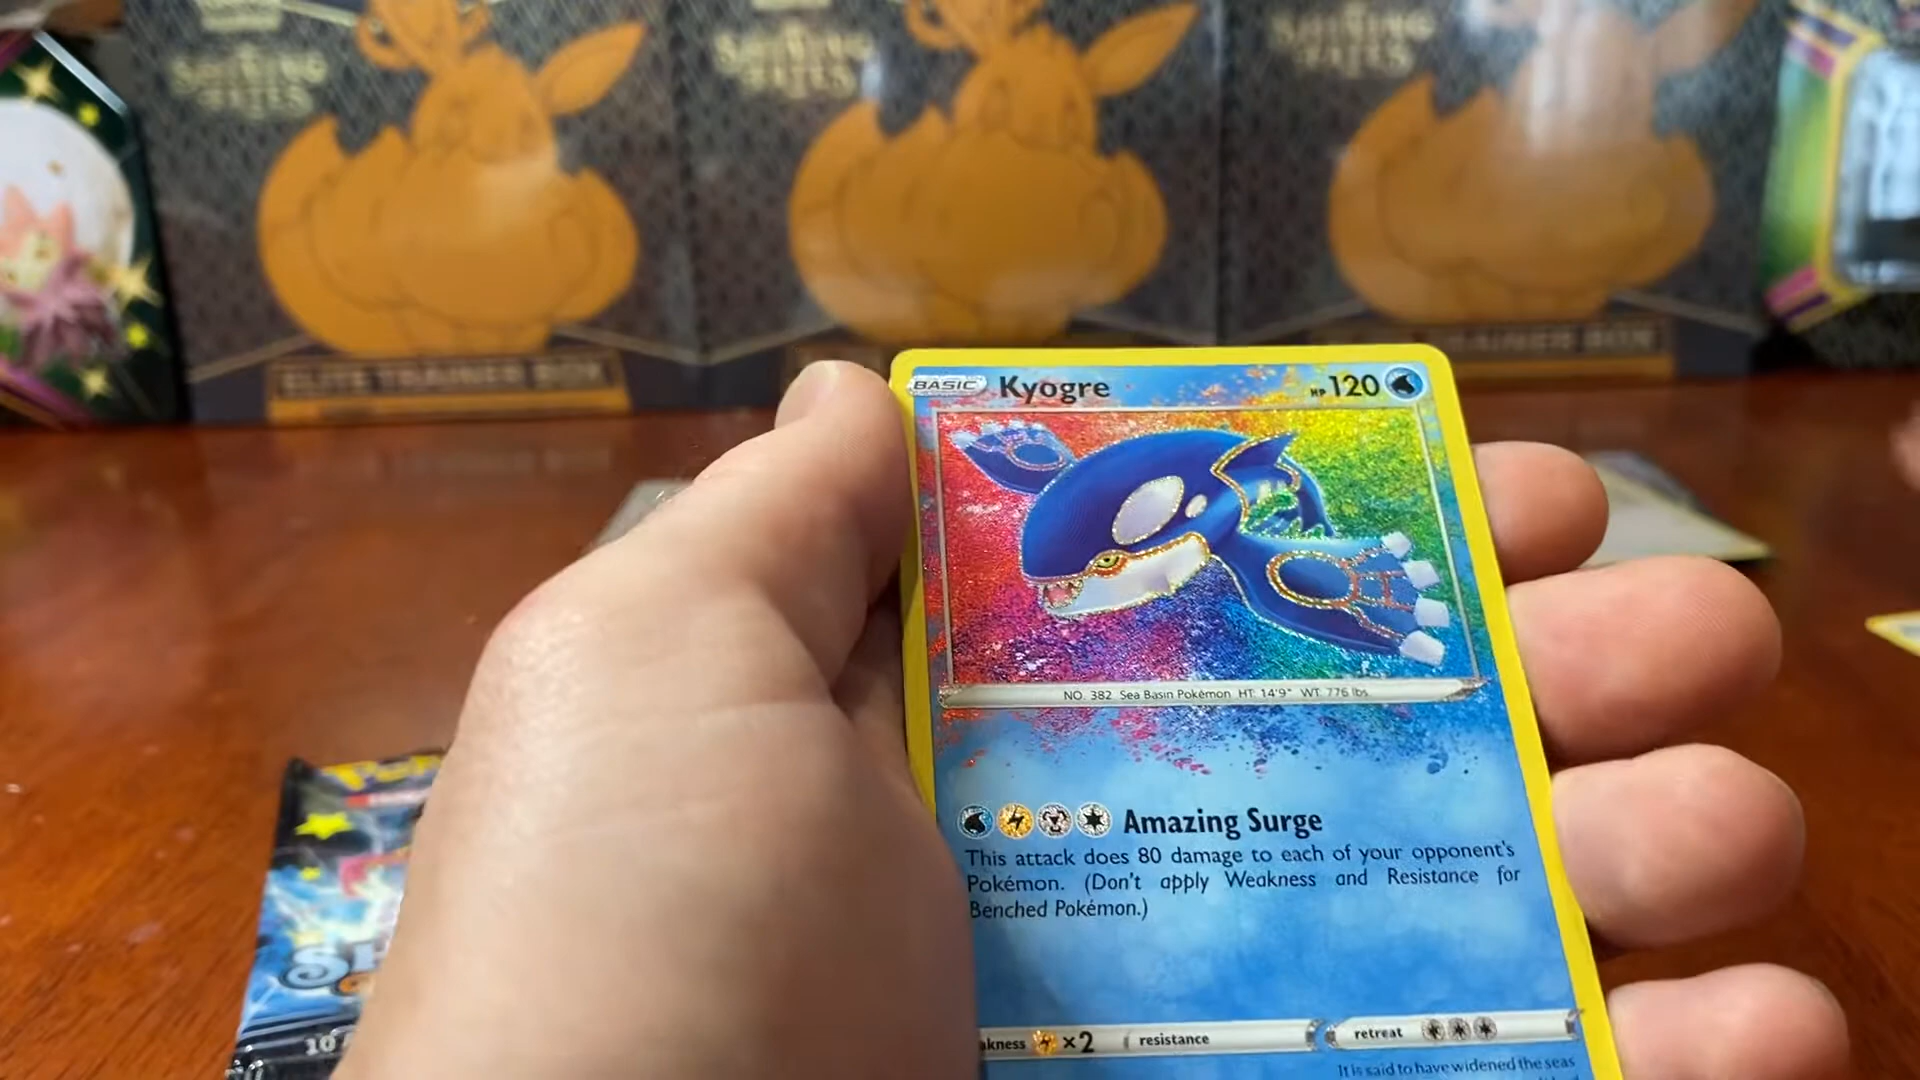 SHINING
FATES
SHINING
FATES
SHINING
FATES
ELITE TRAINER BOX
TRAINER BOX
BASIC Kyogre HP 120
NO. 382 Sea Basin Pokémon HT: 14'9" WT: 776 lbs.
Amazing Surge
This attack does 80 damage to each of your opponent's
Pokémon. (Don't apply Weakness and Resistance for
Benched Pokémon.)
akness ×2 resistance retreat
It is said to have widened the seas
10